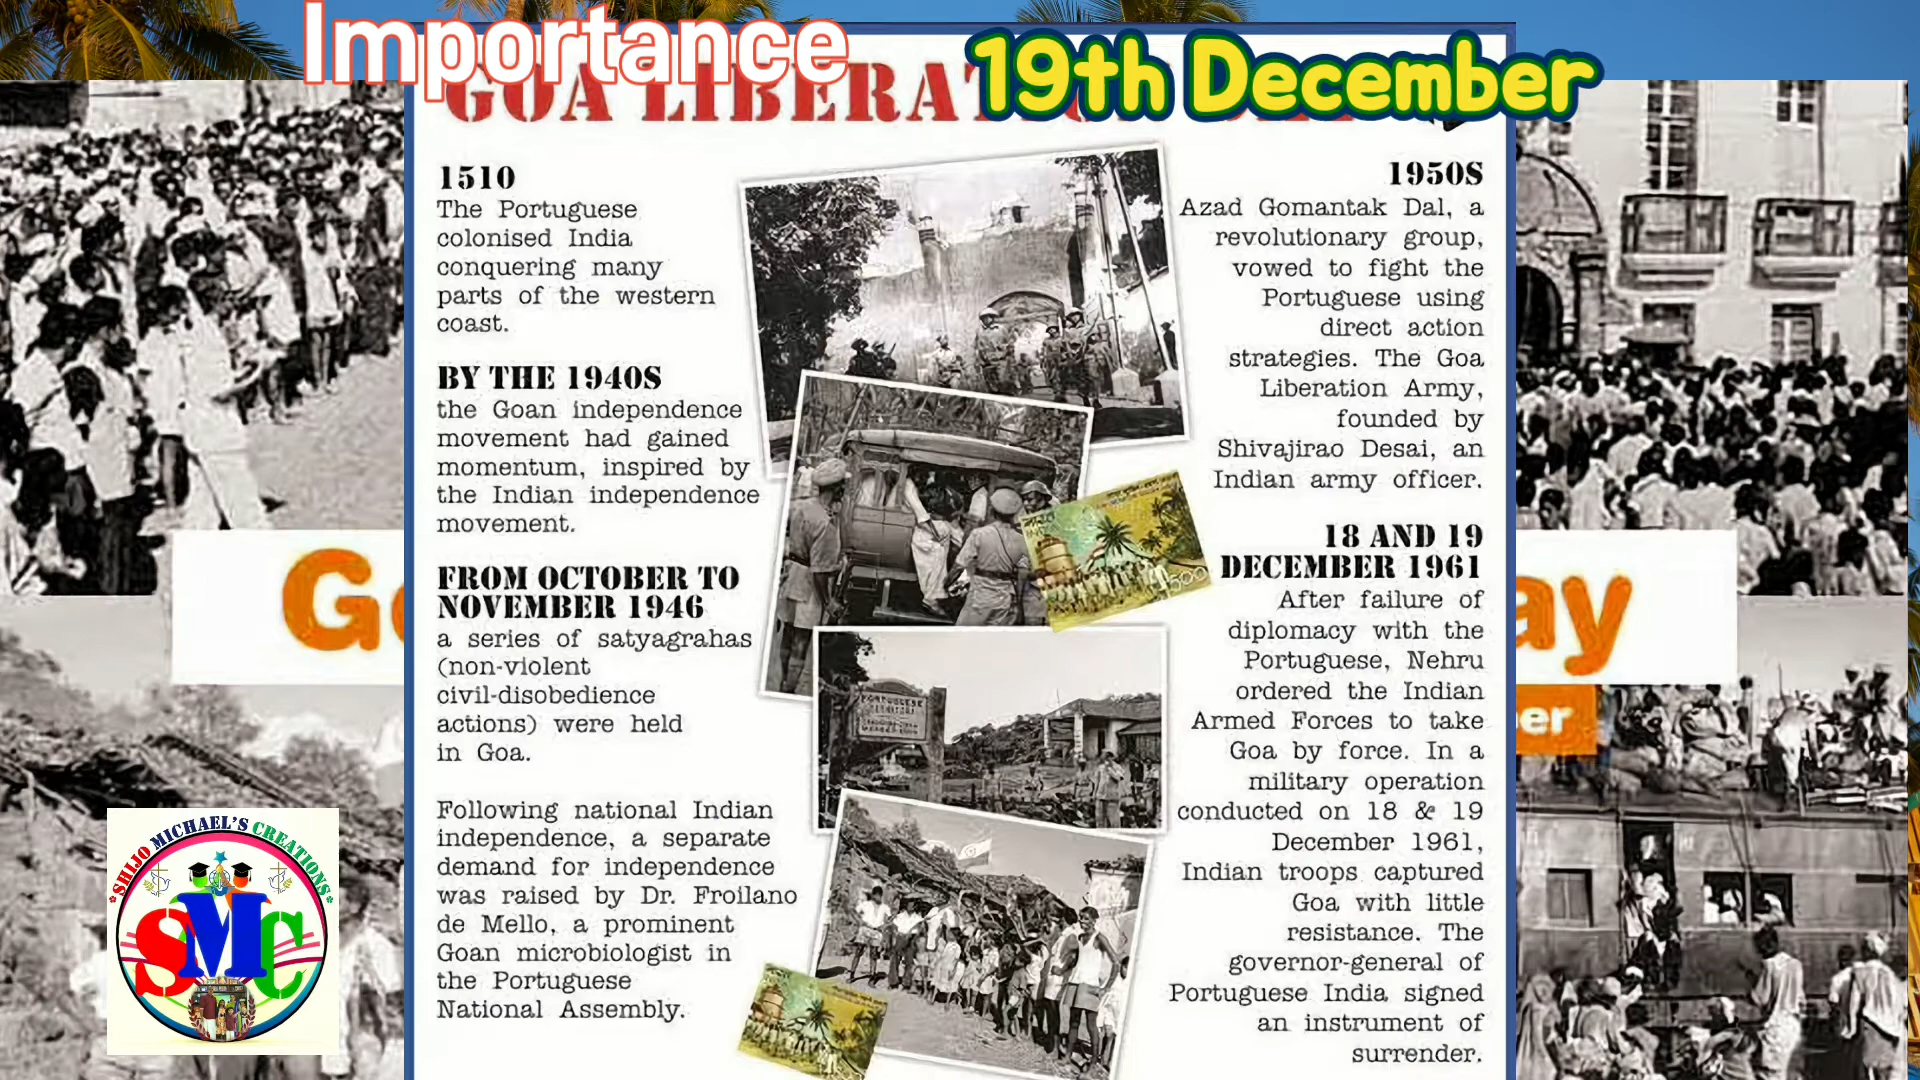 Importance
19th December
GOA LIBERAT
1510
The Portuguese
colonised India
conquering many
parts of the western
coast.
BY THE 1940S
the Goan independence
movement had gained
momentum, inspired by
the Indian independence
movement.
FROM OCTOBER TO
NOVEMBER 1946
a series of satyagrahas
(non-violent
civil-disobedience
actions) were held
in Goa.
Following national Indian
independence, a separate
demand for independence
was raised by Dr. Froilano
de Mello, a prominent
Goan microbiologist in
the Portuguese
National Assembly.
1950S
Azad Gomantak Dal, a
revolutionary group,
vowed to fight the
Portuguese using
direct action
strategies. The Goa
Liberation Army,
founded by
Shivajirao Desai, an
Indian army officer.
18 AND 19
DECEMBER 1961
After failure of
diplomacy with the
Portuguese, Nehru
ordered the Indian
Armed Forces to take
Goa by force. In a
military operation
conducted on 18 & 19
December 1961,
Indian troops captured
Goa with little
resistance. The
governor-general of
Portuguese India signed
an instrument of
surrender.
PORTUGUESE
G
ay
er
*SHIJO MICHAEL'S CREATIONS*
SMC